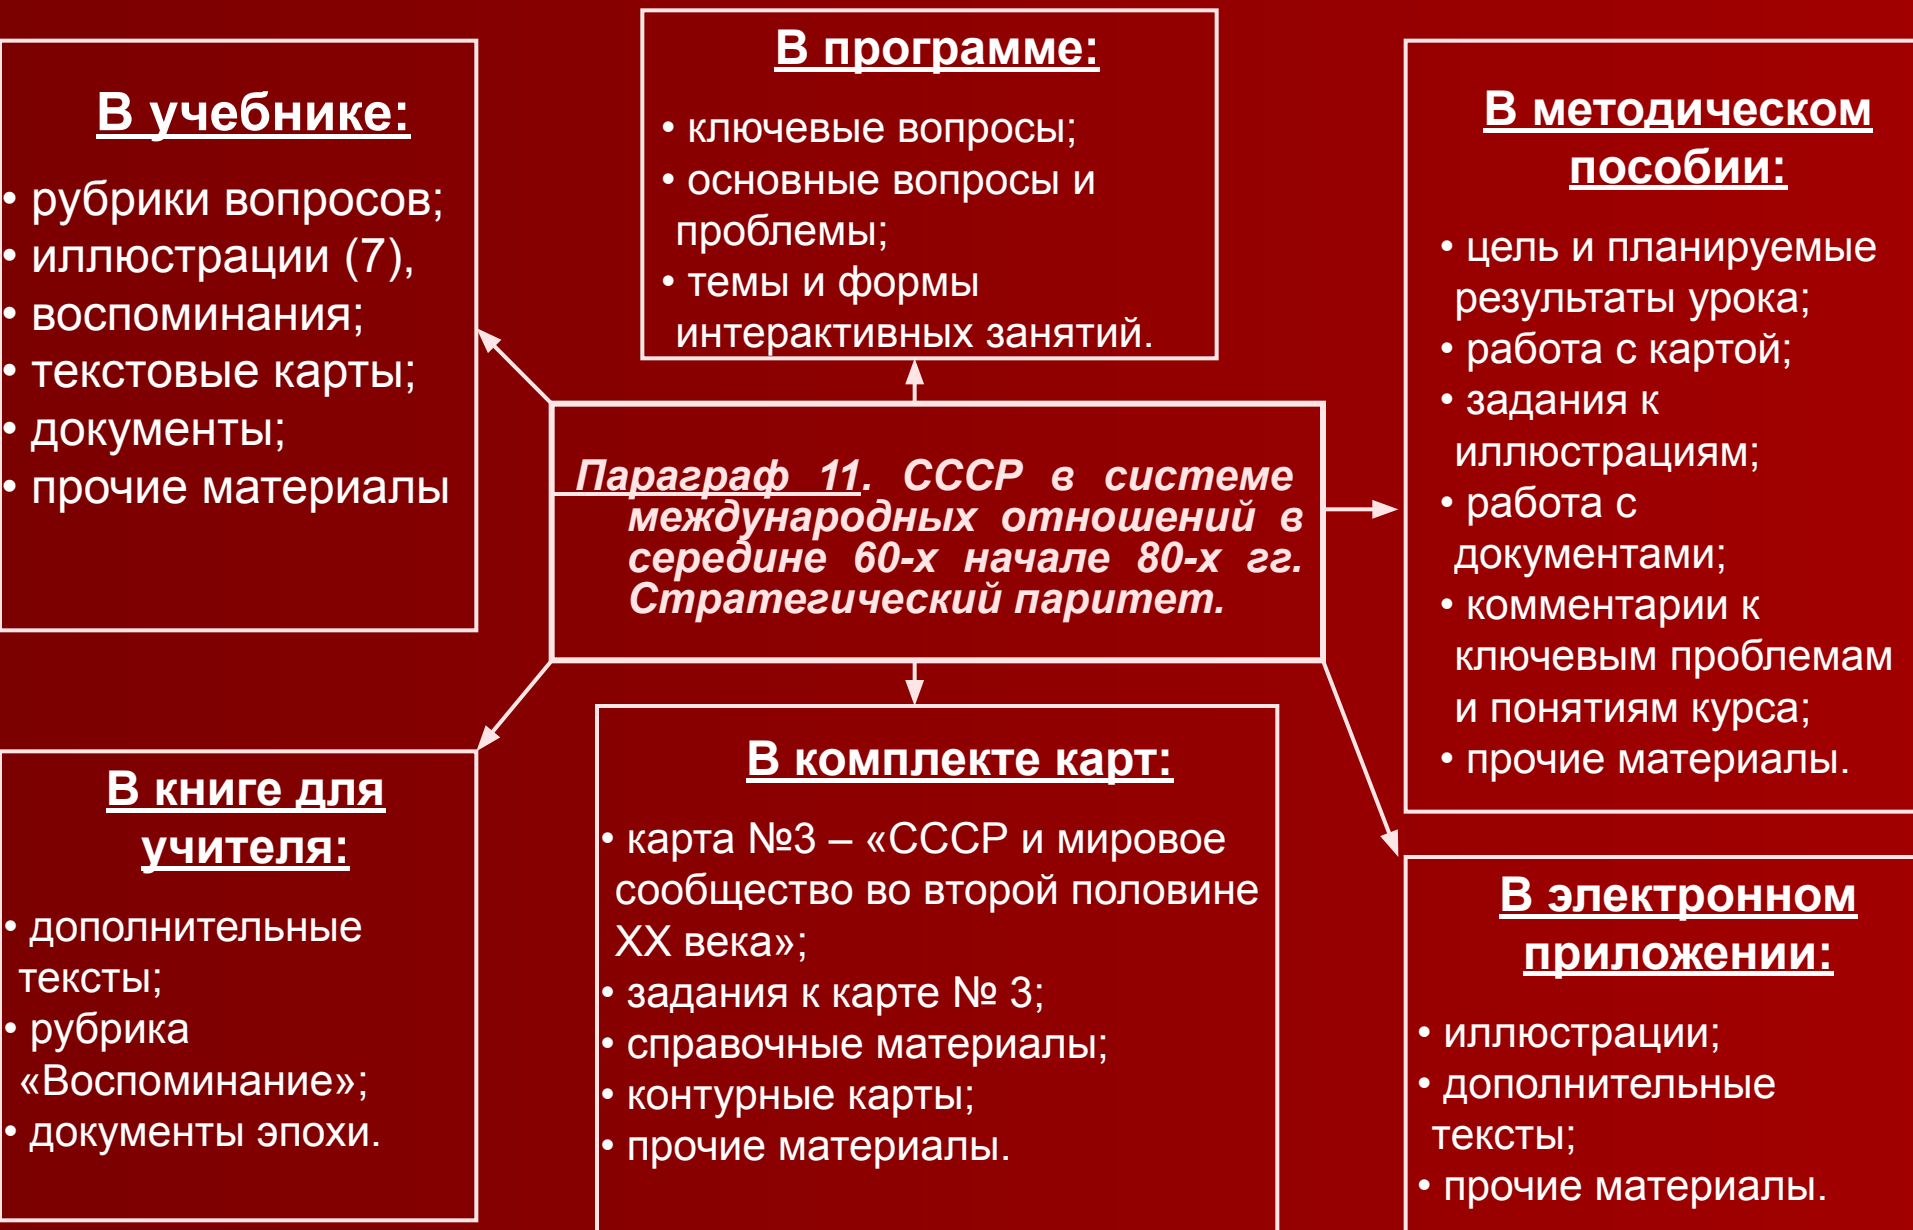 В учебнике:
• рубрики вопросов;
• иллюстрации (7),
• воспоминания;
• текстовые карты;
• документы;
• прочие материалы
В программе:
• ключевые вопросы;
• основные вопросы и
проблемы;
• темы и формы
интерактивных занятий.
В методическом
пособии:
• цель и планируемые
результаты урока;
• работа с картой;
• задания к
иллюстрациям;
• работа с
документами;
• комментарии к
ключевым проблемам
и понятиям курса;
• прочие материалы.
Параграф 11. СССР в системе
международных отношений в
середине 60-х начале 80-х гг.
Стратегический паритет.
В книге для
учителя:
• дополнительные
тексты;
• рубрика
«Воспоминание»;
• документы эпохи.
В комплекте карт:
• карта №3 – «СССР и мировое
сообщество во второй половине
XX века»;
• задания к карте № 3;
• справочные материалы;
• контурные карты;
• прочие материалы.
В электронном
приложении:
• иллюстрации;
• дополнительные
тексты;
• прочие материалы.